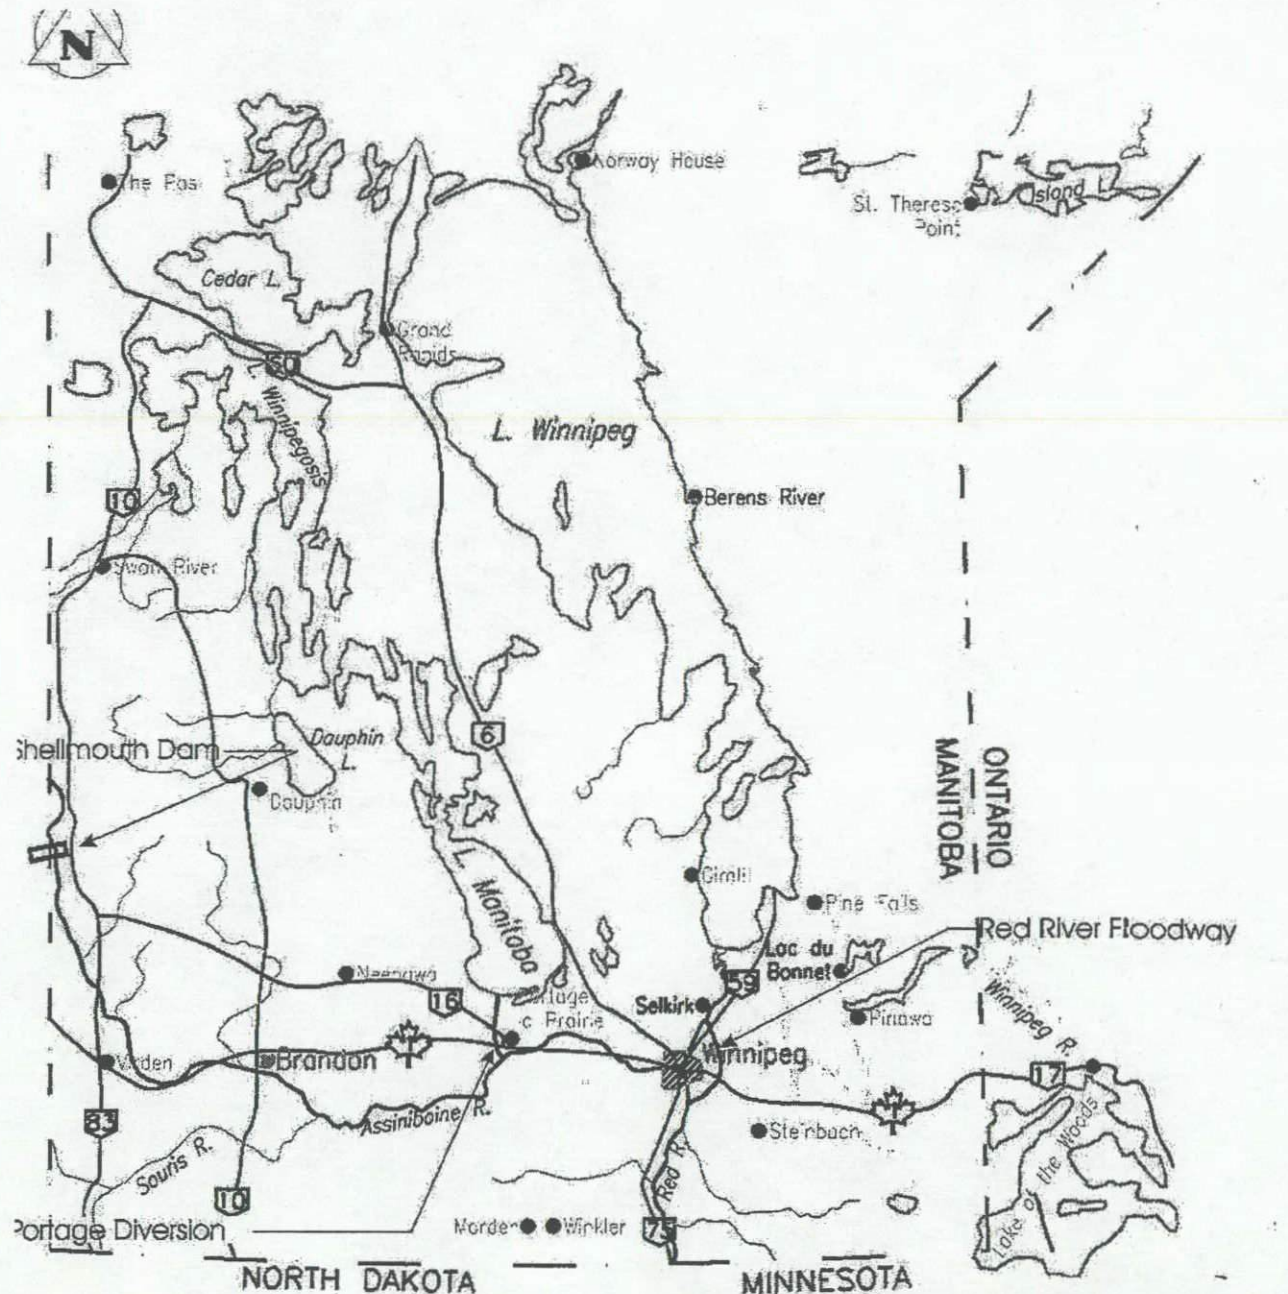 N
Norway House
The Pas
St. Therese
Point
Island L.
Cedar L.
Grand
Rapids
60
Winnipegosis
L. Winnipeg
10
Berens River
Swan River
6
Dauphin
L.
Shellmouth Dam
Dauphin
ONTARIO
MANITOBA
L. Manitoba
Gimli
Pine Falls
Red River Floodway
Lac du
Bonnet
Neepawa
59
16
Selkirk
Pinawa
Winnipeg R.
Prairie
Virden
Brandon
1
Winnipeg
17
1
83
Assiniboine R.
Steinbach
Souris R.
Red R.
Lake of the Woods
10
Portage Diversion
Morden
Winkler
75
NORTH DAKOTA
MINNESOTA